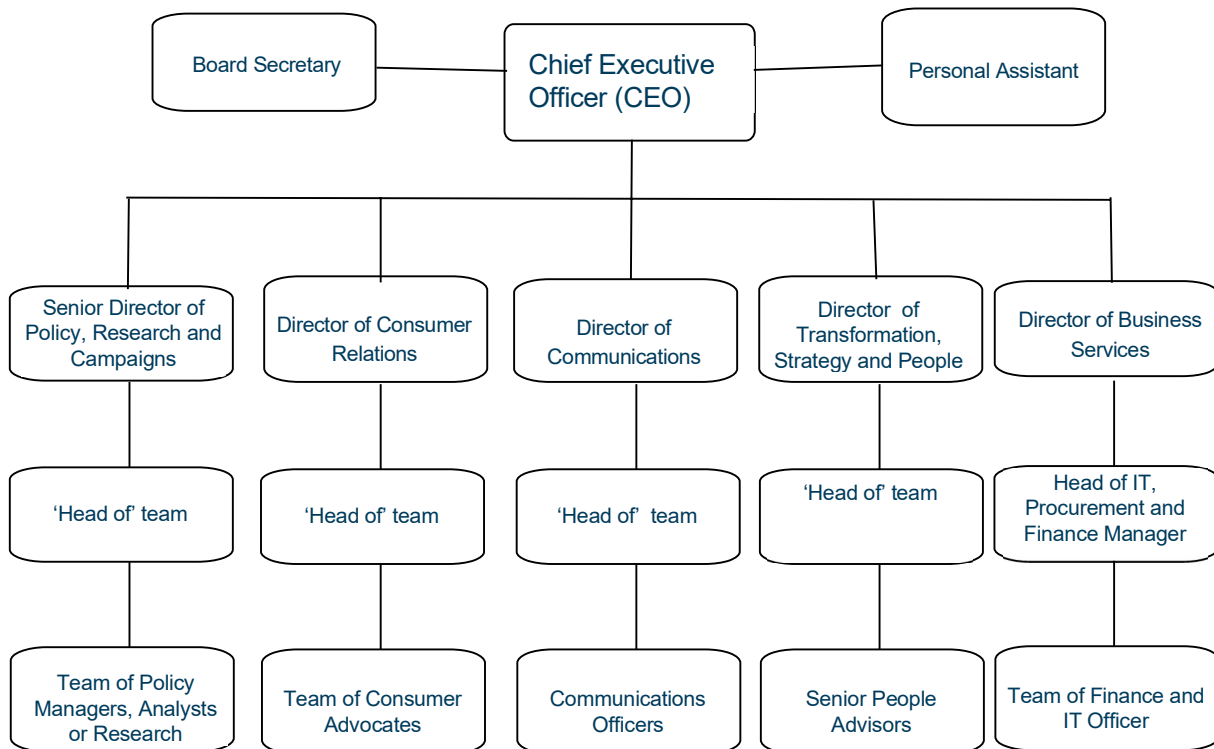 Board Secretary
Chief Executive
Officer (CEO)
Personal Assistant
Senior Director of
Policy, Research and
Campaigns
Director of Consumer
Relations
Director of
Communications
Director of
Transformation,
Strategy and People
Director of Business
Services
‘Head of’ team
‘Head of’ team
‘Head of’ team
‘Head of’ team
Head of IT,
Procurement and
Finance Manager
Team of Policy
Managers, Analysts
or Research
Team of Consumer
Advocates
Communications
Officers
Senior People
Advisors
Team of Finance and
IT Officer